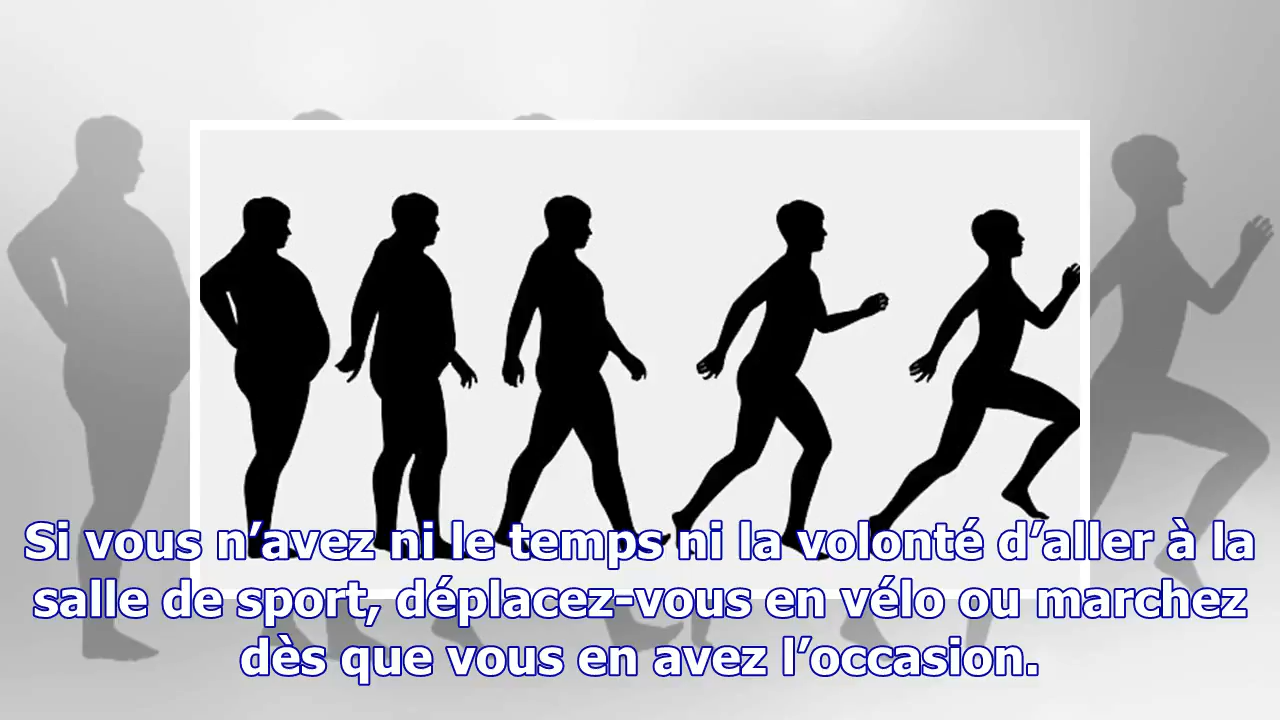 Si vous n’avez ni le temps ni la volonté d’aller à la
salle de sport, déplacez-vous en vélo ou marchez
dès que vous en avez l’occasion.